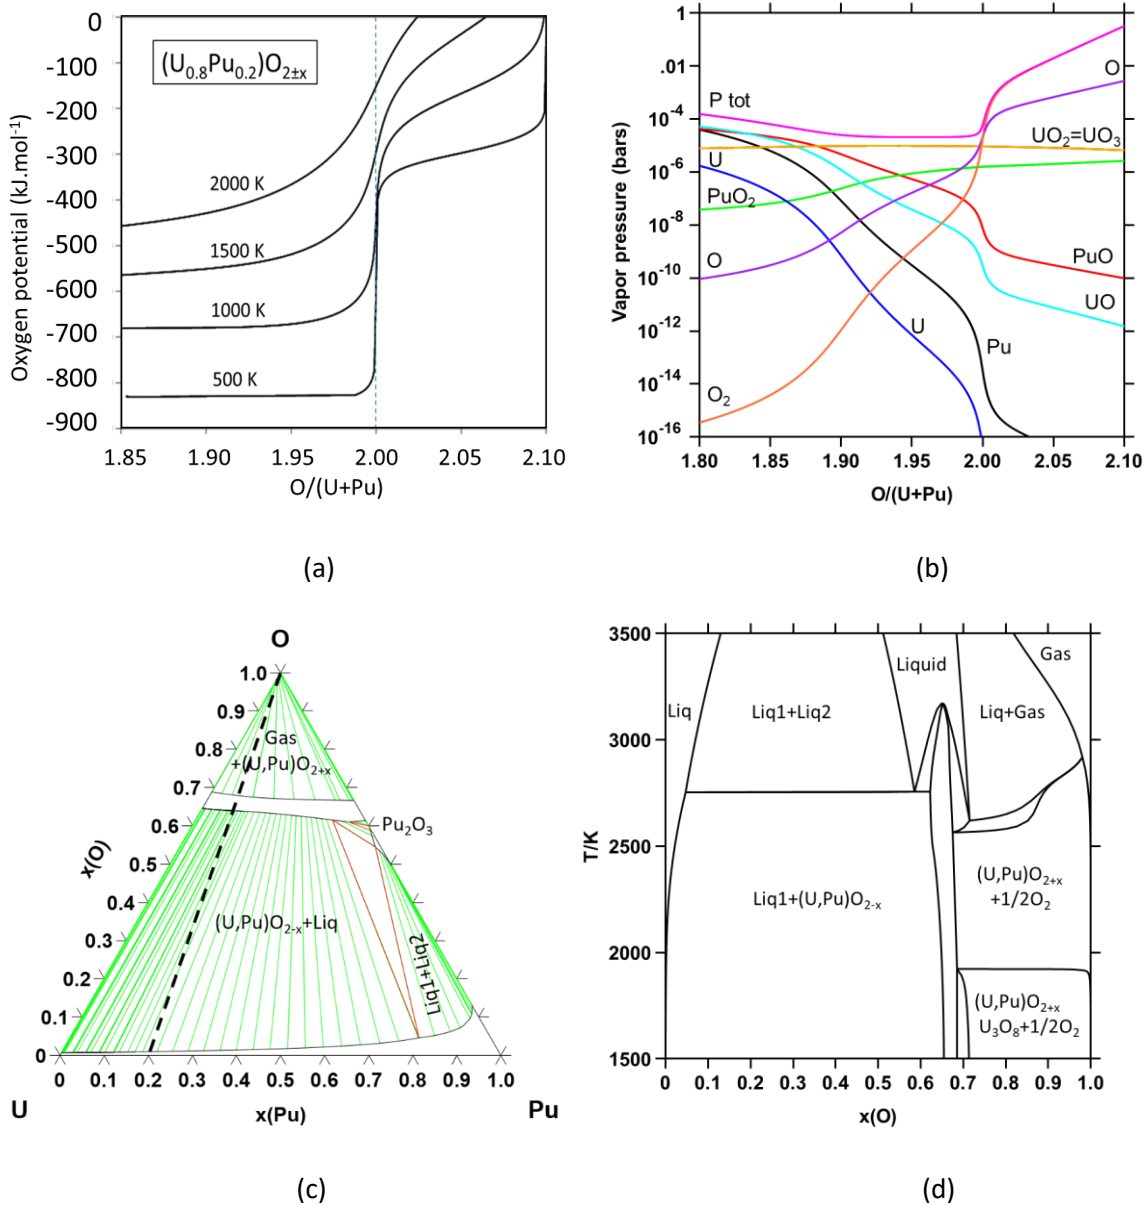 0
-100
-200
-300
-400
-500
-600
-700
-800
-900
Oxygen potential (kJ.mol-1)
(U0.8Pu0.2)O2±x
2000 K
1500 K
1000 K
500 K
1.85 1.90 1.95 2.00 2.05 2.10
O/(U+Pu)
(a)
1
.01
10-4
10-6
10-8
10-10
10-12
10-14
10-16
Vapor pressure (bars)
O
P tot
UO2=UO3
U
PuO2
O
PuO
UO
U
Pu
O2
1.80 1.85 1.90 1.95 2.00 2.05 2.10
O/(U+Pu)
(b)
O
1.0
0.9
0.8
0.7
0.6
0.5
0.4
0.3
0.2
0.1
0
x(O)
Gas
+(U,Pu)O2+x
Pu2O3
(U,Pu)O2-x+Liq
Liq1+Liq2
0 0.1 0.2 0.3 0.4 0.5 0.6 0.7 0.8 0.9 1.0
U
x(Pu)
Pu
(c)
3500
3000
2500
2000
1500
T/K
Liq
Liq1+Liq2
Liquid
Gas
Liq+Gas
Liq1+(U,Pu)O2-x
(U,Pu)O2+x
+1/2O2
(U,Pu)O2+x
U3O8+1/2O2
0 0.1 0.2 0.3 0.4 0.5 0.6 0.7 0.8 0.9 1.0
x(O)
(d)